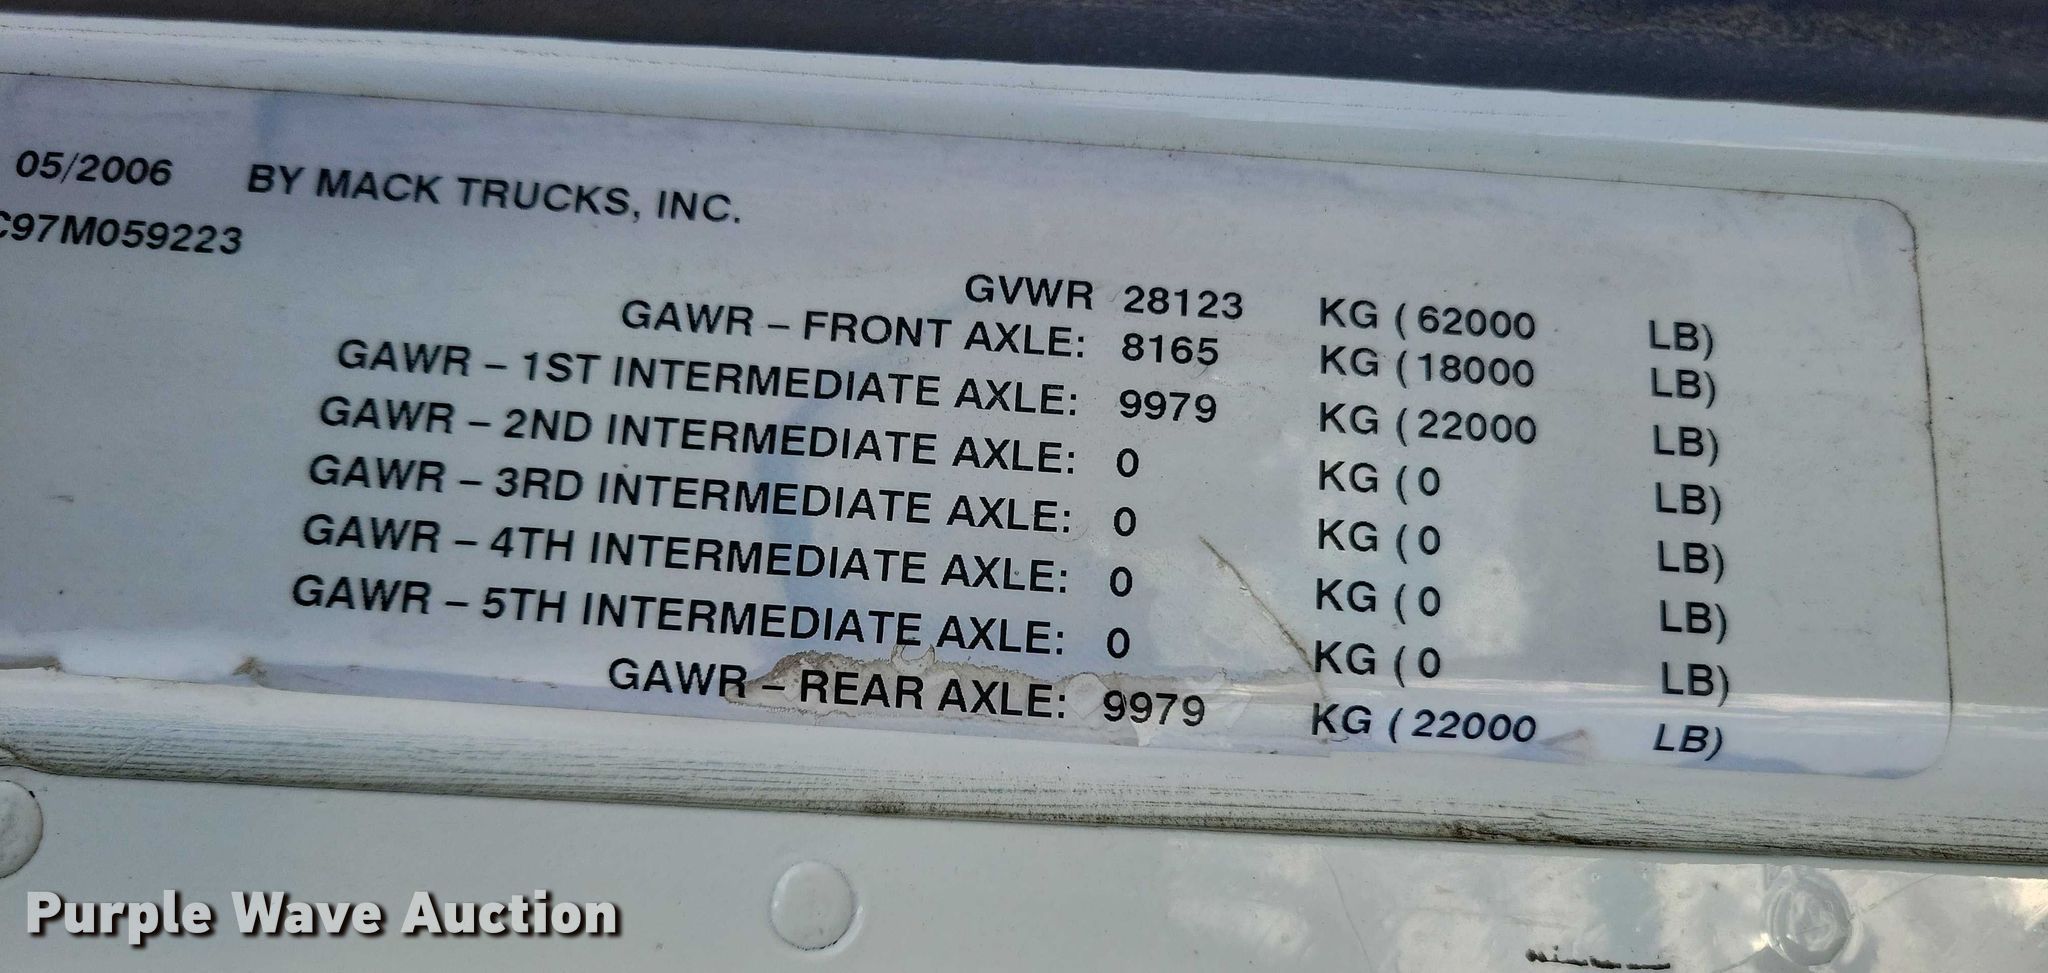 05/2006 BY MACK TRUCKS, INC.
C97M059223
GVWR 28123 KG (62000 LB)
GAWR – FRONT AXLE: 8165 KG (18000 LB)
GAWR – 1ST INTERMEDIATE AXLE: 9979 KG (22000 LB)
GAWR – 2ND INTERMEDIATE AXLE: 0 KG (0 LB)
GAWR – 3RD INTERMEDIATE AXLE: 0 KG (0 LB)
GAWR – 4TH INTERMEDIATE AXLE: 0 KG (0 LB)
GAWR – 5TH INTERMEDIATE AXLE: 0 KG (0 LB)
GAWR – REAR AXLE: 9979 KG (22000 LB)
Purple Wave Auction